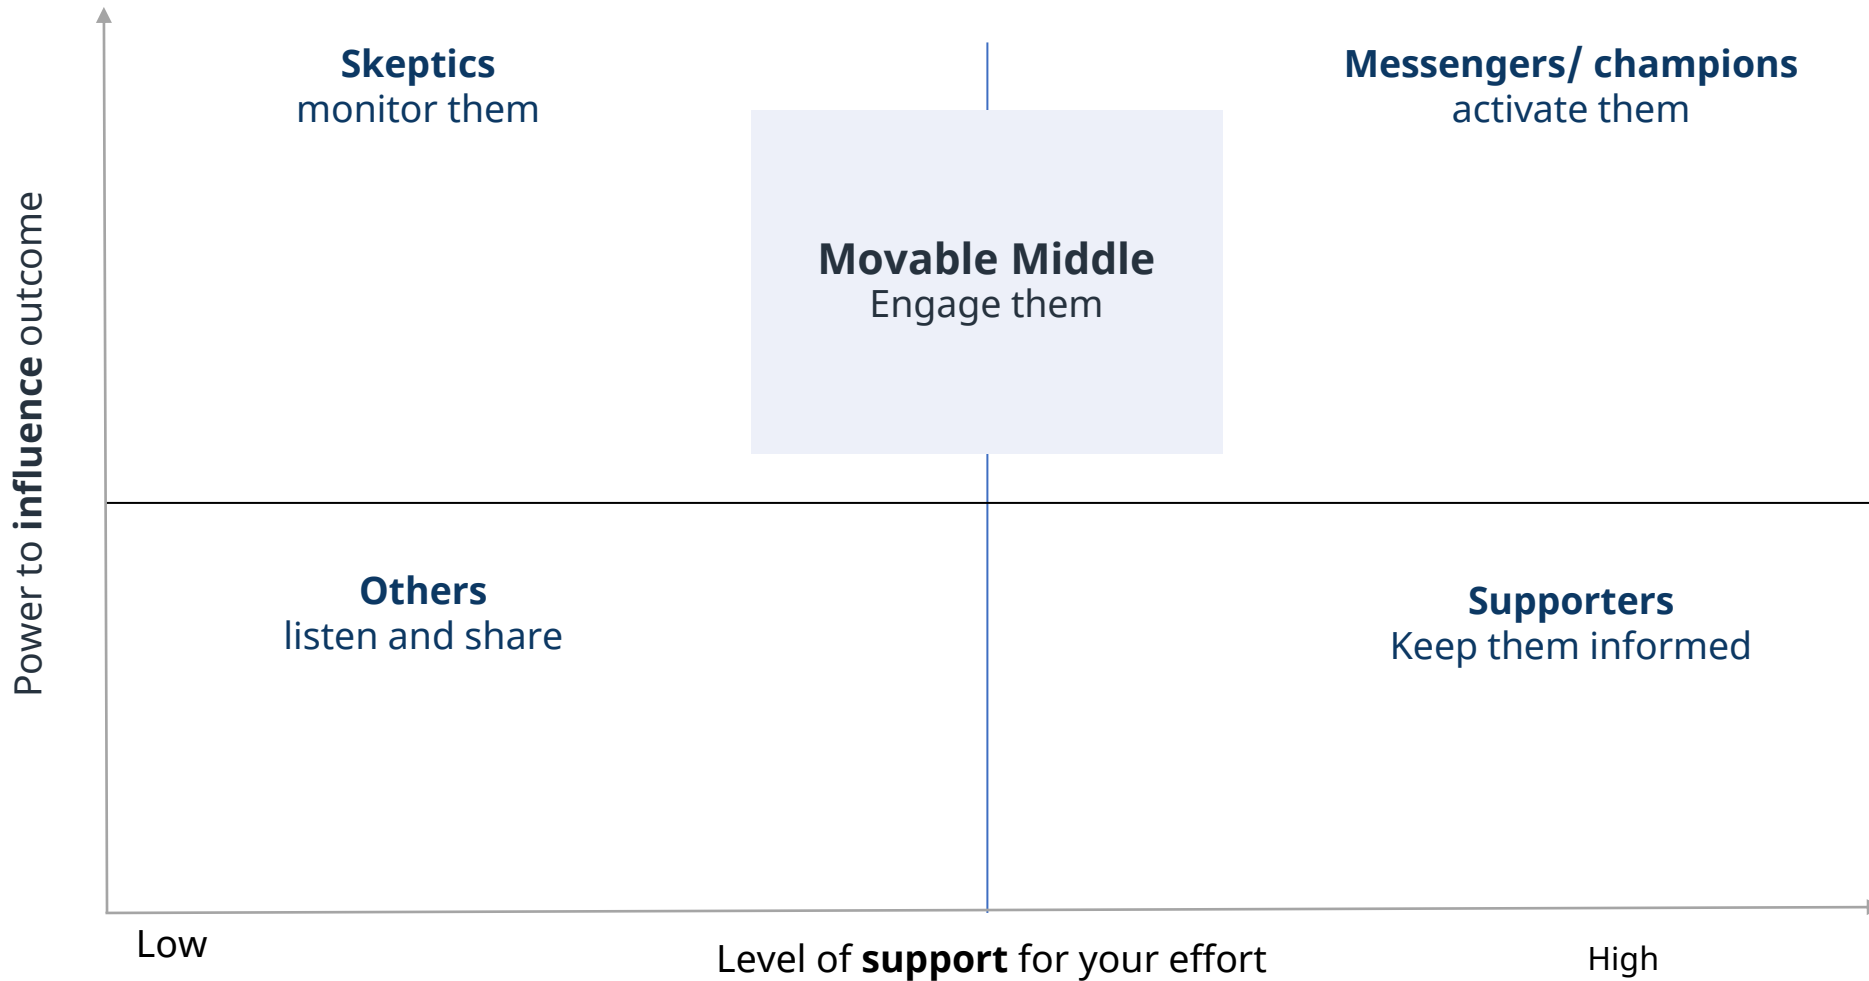 Skeptics
monitor them
Messengers/ champions
activate them
Movable Middle
Engage them
Power to influence outcome
Others
listen and share
Supporters
Keep them informed
Low
Level of support for your effort
High